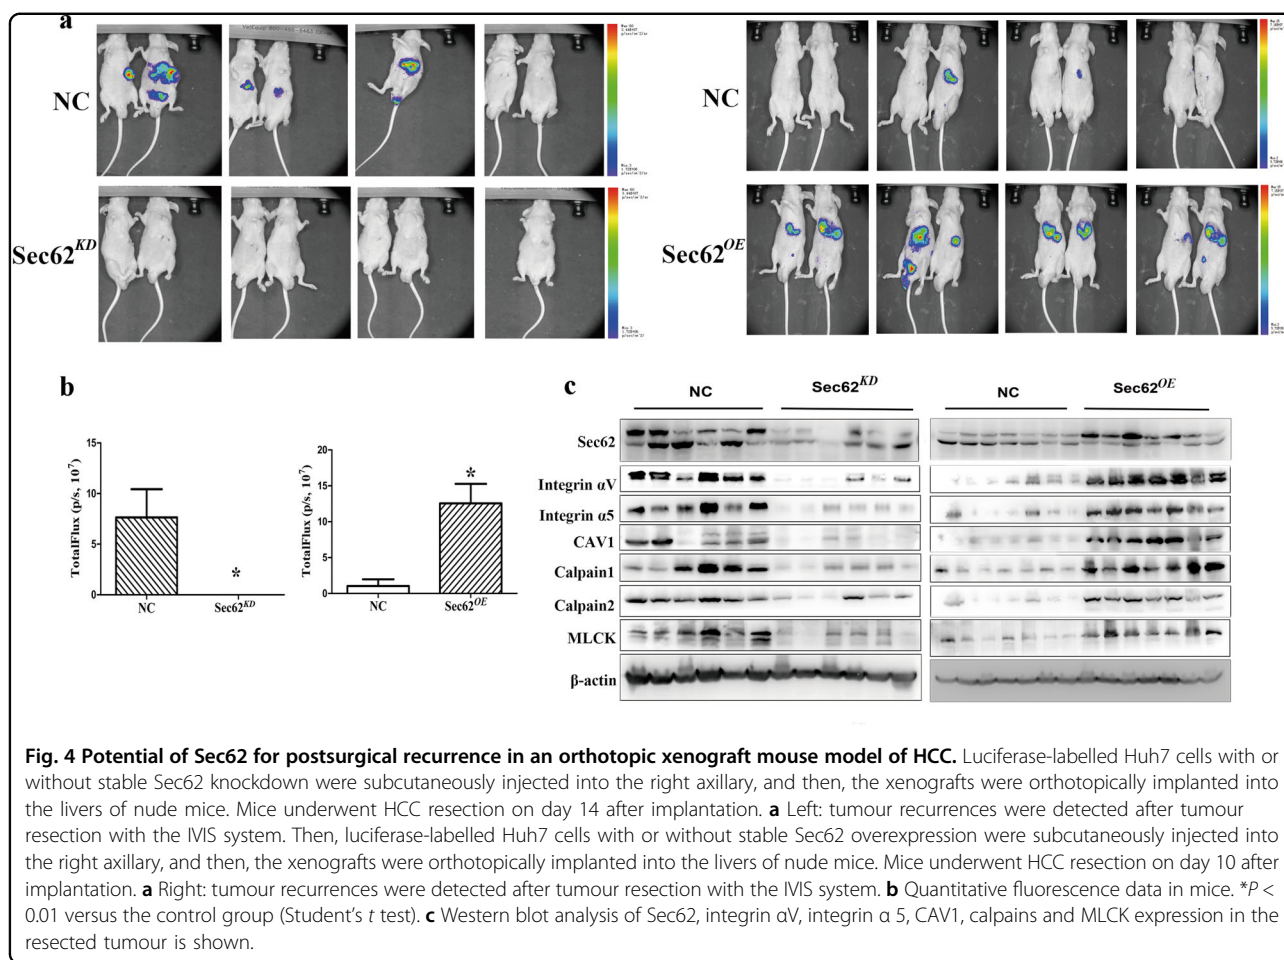 a
NC
Sec62KD
NC
Sec62OE
b
TotalFlux (p/s, 10⁷)
15
10
5
0
NC
Sec62KD
*
TotalFlux (p/s, 10⁷)
20
15
10
5
0
NC
Sec62OE
*
c
NC
Sec62KD
NC
Sec62OE
Sec62
Integrin αV
Integrin α5
CAV1
Calpain1
Calpain2
MLCK
β-actin
Fig. 4 Potential of Sec62 for postsurgical recurrence in an orthotopic xenograft mouse model of HCC. Luciferase-labelled Huh7 cells with or
without stable Sec62 knockdown were subcutaneously injected into the right axillary, and then, the xenografts were orthotopically implanted into
the livers of nude mice. Mice underwent HCC resection on day 14 after implantation. a Left: tumour recurrences were detected after tumour
resection with the IVIS system. Then, luciferase-labelled Huh7 cells with or without stable Sec62 overexpression were subcutaneously injected into
the right axillary, and then, the xenografts were orthotopically implanted into the livers of nude mice. Mice underwent HCC resection on day 10 after
implantation. a Right: tumour recurrences were detected after tumour resection with the IVIS system. b Quantitative fluorescence data in mice. *P <
0.01 versus the control group (Student's t test). c Western blot analysis of Sec62, integrin αV, integrin α 5, CAV1, calpains and MLCK expression in the
resected tumour is shown.